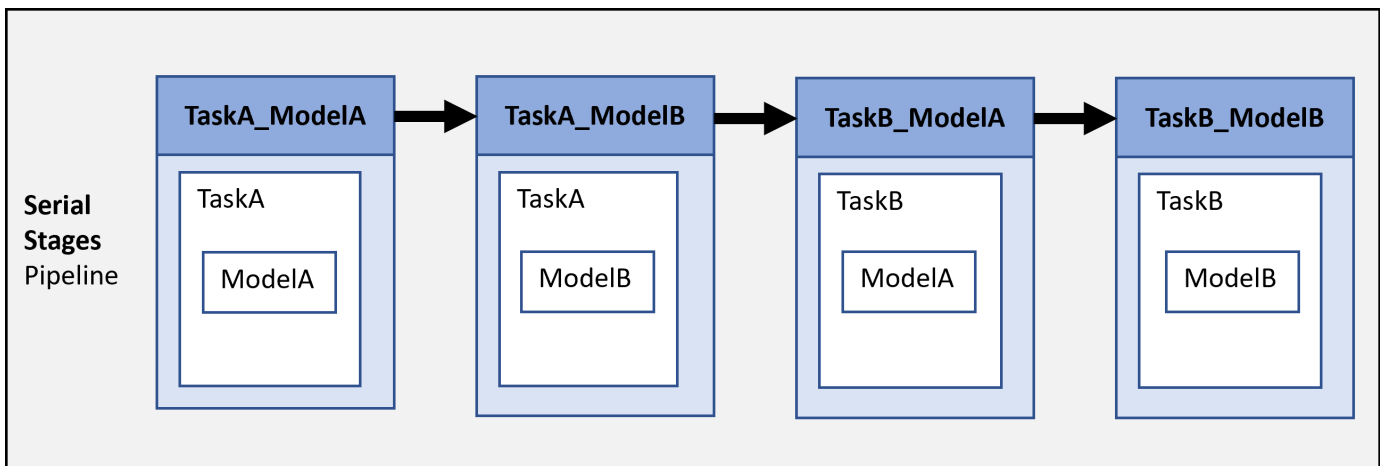 Serial
Stages
Pipeline
TaskA_ModelA
TaskA
ModelA
TaskA_ModelB
TaskA
ModelB
TaskB_ModelA
TaskB
ModelA
TaskB_ModelB
TaskB
ModelB